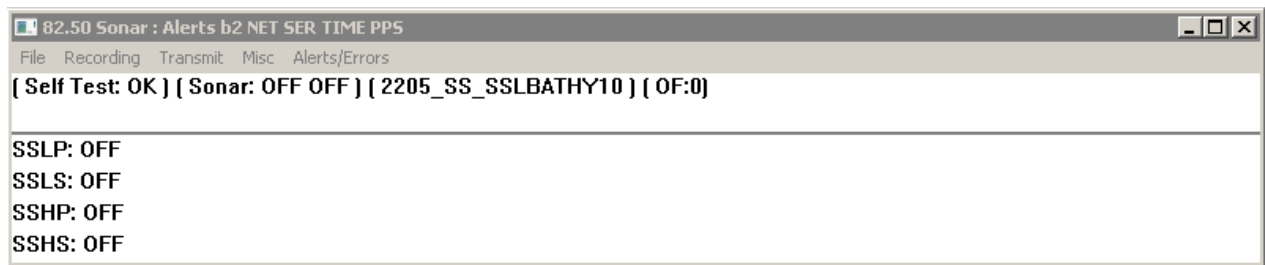 82.50 Sonar : Alerts b2 NET SER TIME PPS
File Recording Transmit Misc Alerts/Errors
( Self Test: OK ) ( Sonar: OFF OFF ) ( 2205_SS_SSLBATHY10 ) ( OF:0)
SSLP: OFF
SSLS: OFF
SSHP: OFF
SSHS: OFF